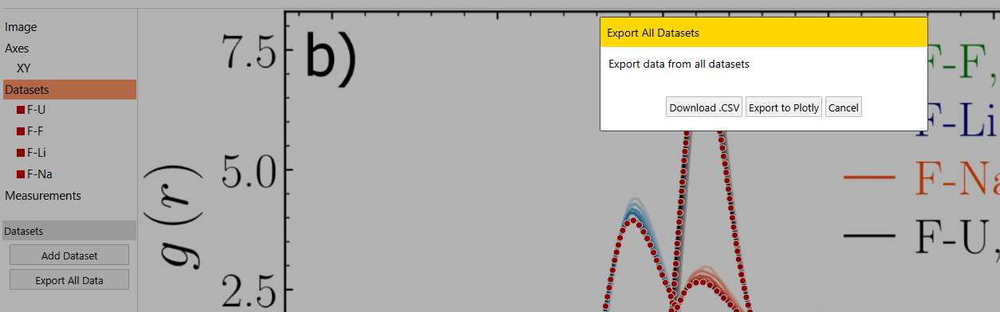 Image
Axes
XY
Datasets
F-U
F-F
F-Li
F-Na
Measurements
Datasets
Add Dataset
Export All Data
b)
7.5
5.0
2.5
g(r)
Export All Datasets
Export data from all datasets
Download .CSV
Export to Plotly
Cancel
F-F,
F-Li
F-Na
F-U,